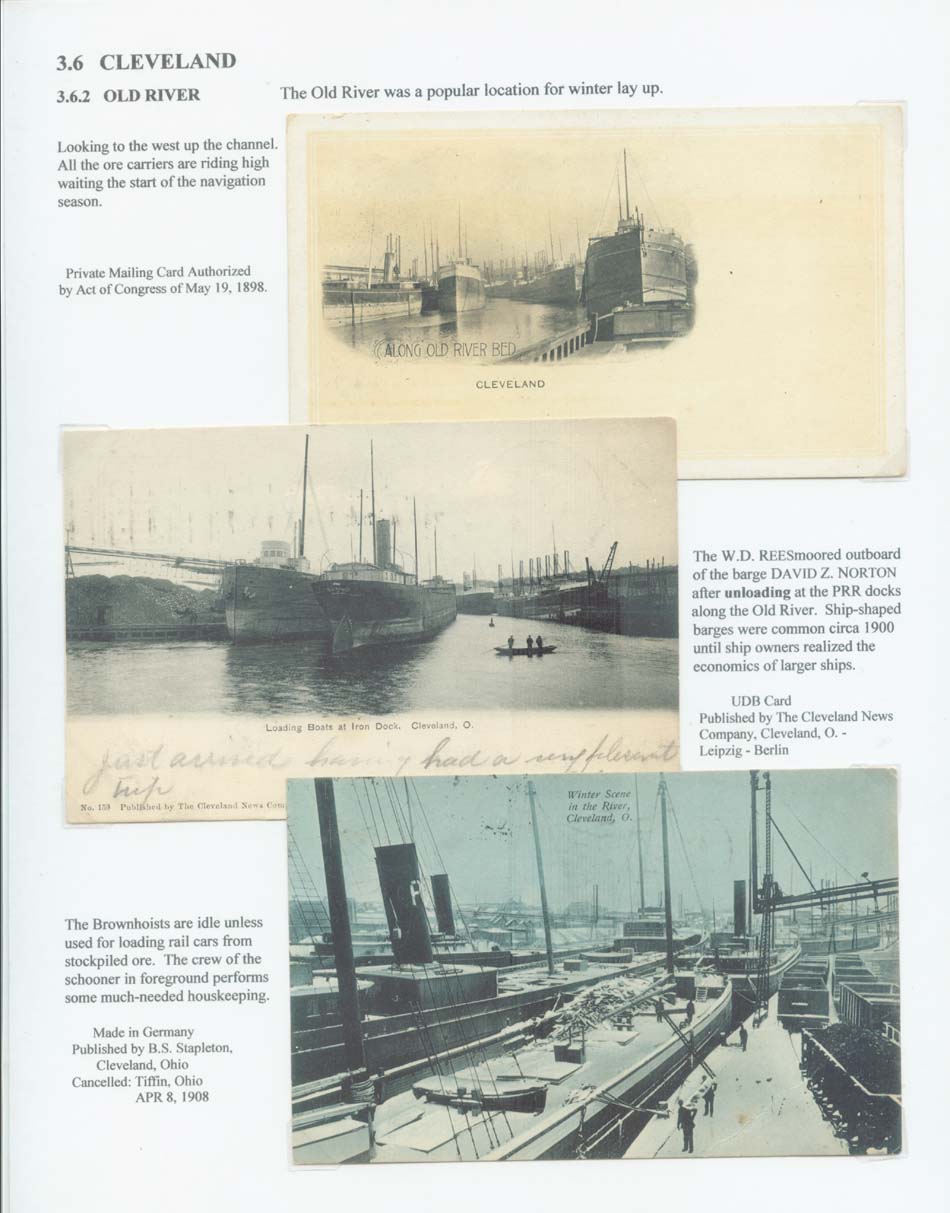 3.6 CLEVELAND
3.6.2 OLD RIVER
The Old River was a popular location for winter lay up.
Looking to the west up the channel.
All the ore carriers are riding high
waiting the start of the navigation
season.
Private Mailing Card Authorized
by Act of Congress of May 19, 1898.
ALONG OLD RIVER BED
CLEVELAND
The W.D. REESmoored outboard
of the barge DAVID Z. NORTON
after unloading at the PRR docks
along the Old River. Ship-shaped
barges were common circa 1900
until ship owners realized the
economics of larger ships.
UDB Card
Published by The Cleveland News
Company, Cleveland, O. -
Leipzig - Berlin
Loading Boats at Iron Dock, Cleveland, O.
just arrived having had a very plesent
trip
No. 159 Published by The Cleveland News Com
Winter Scene
in the River,
Cleveland, O.
The Brownhoists are idle unless
used for loading rail cars from
stockpiled ore. The crew of the
schooner in foreground performs
some much-needed houskeeping.
Made in Germany
Published by B.S. Stapleton,
Cleveland, Ohio
Cancelled: Tiffin, Ohio
APR 8, 1908